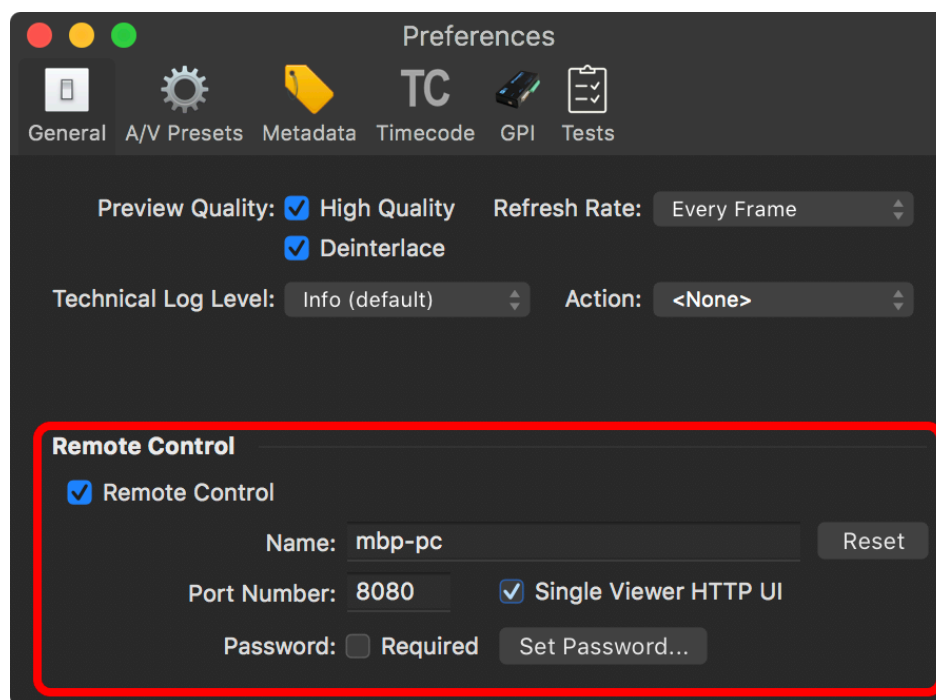 Preferences
TC
General A/V Presets Metadata Timecode GPI Tests
Preview Quality: High Quality Refresh Rate: Every Frame
Deinterlace
Technical Log Level: Info (default) Action: <None>
Remote Control
Remote Control
Name: mbp-pc Reset
Port Number: 8080 Single Viewer HTTP UI
Password: Required Set Password...